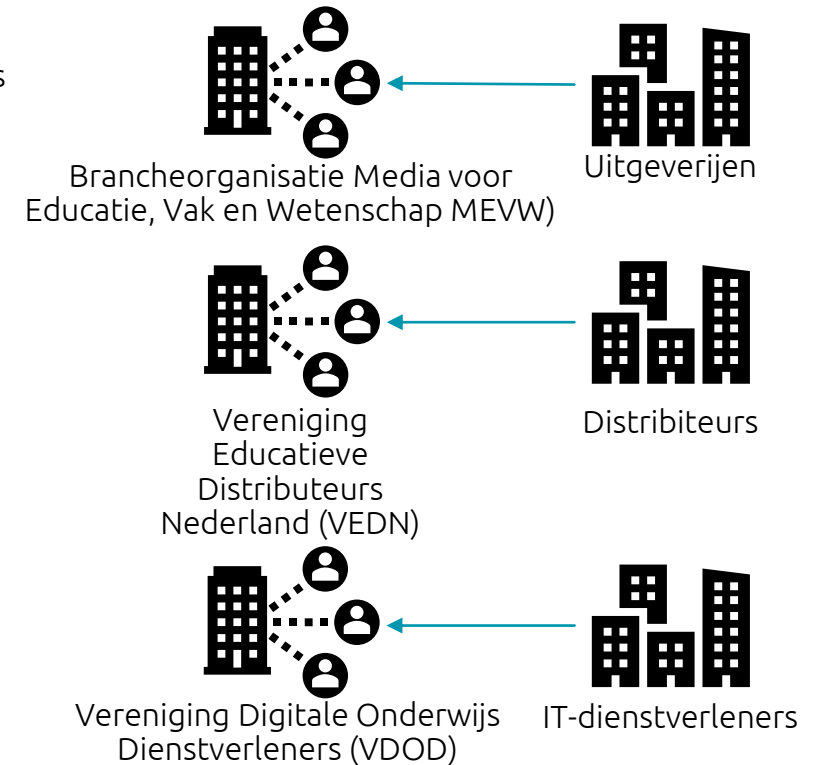 s
Brancheorganisatie Media voor
Educatie, Vak en Wetenschap MEVW)
Uitgeverijen
Vereniging
Educatieve
Distributeurs
Nederland (VEDN)
Distribiteurs
Vereniging Digitale Onderwijs
Dienstverleners (VDOD)
IT-dienstverleners